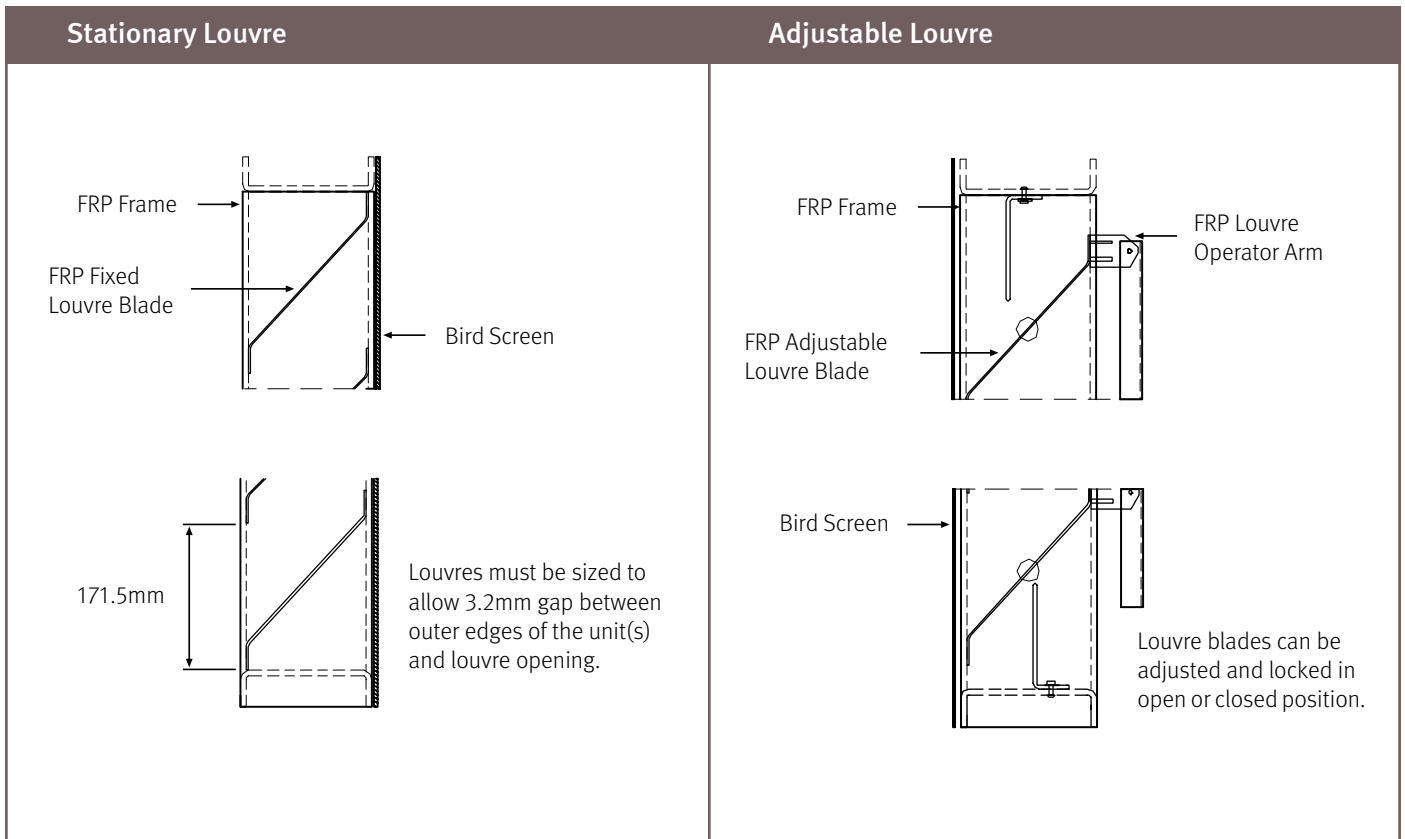 Stationary Louvre
FRP Frame
FRP Fixed
Louvre Blade
Bird Screen
171.5mm
Louvres must be sized to
allow 3.2mm gap between
outer edges of the unit(s)
and louvre opening.
Adjustable Louvre
FRP Frame
FRP Louvre
Operator Arm
FRP Adjustable
Louvre Blade
Bird Screen
Louvre blades can be
adjusted and locked in
open or closed position.